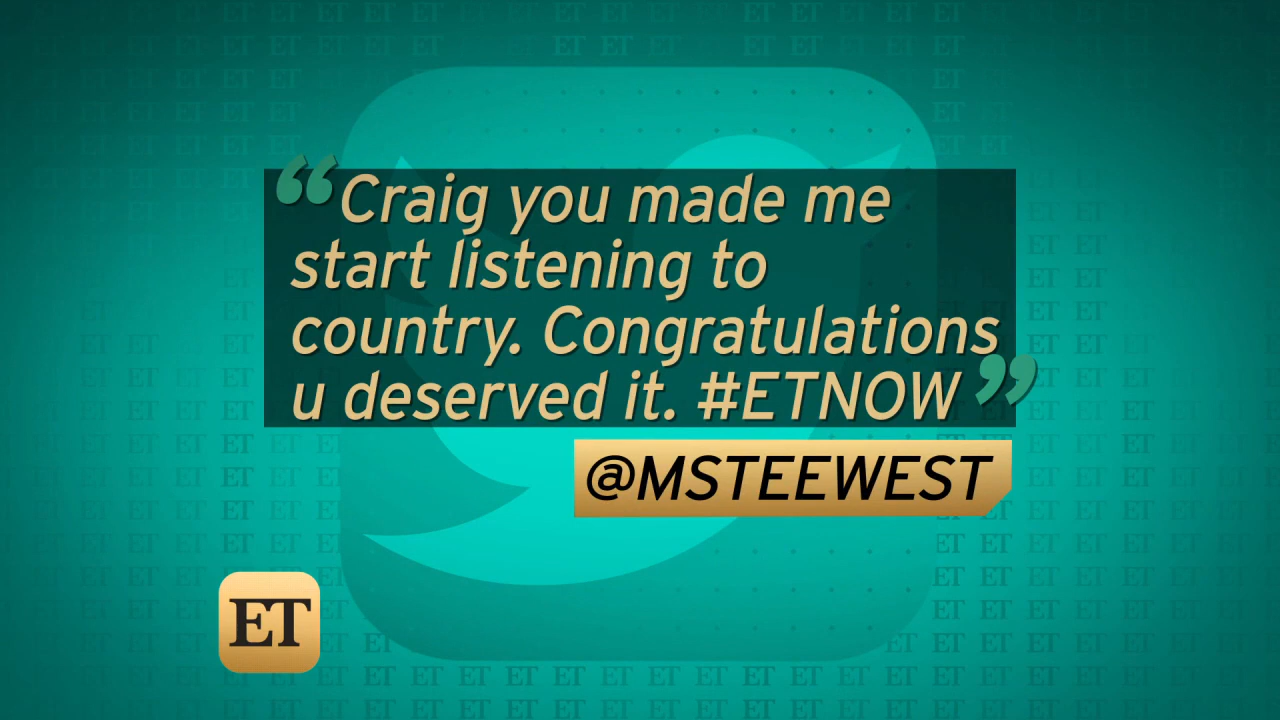 “Craig you made me
start listening to
country. Congratulations
u deserved it. #ETNOW”
@MSTEEWEST
ET